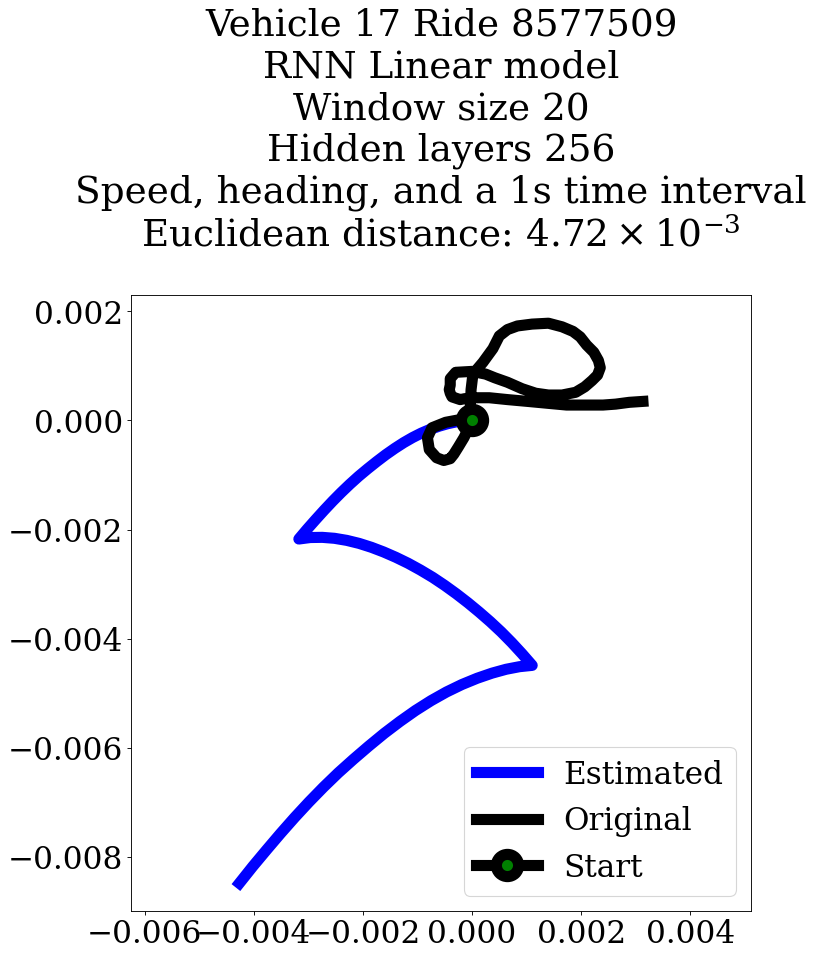 Vehicle 17 Ride 8577509
RNN Linear model
Window size 20
Hidden layers 256
Speed, heading, and a 1s time interval
Euclidean distance: 4.72 × 10⁻³
0.002
0.000
−0.002
−0.004
−0.006
−0.008
Estimated
Original
Start
−0.006 −0.004 −0.002 0.000 0.002 0.004